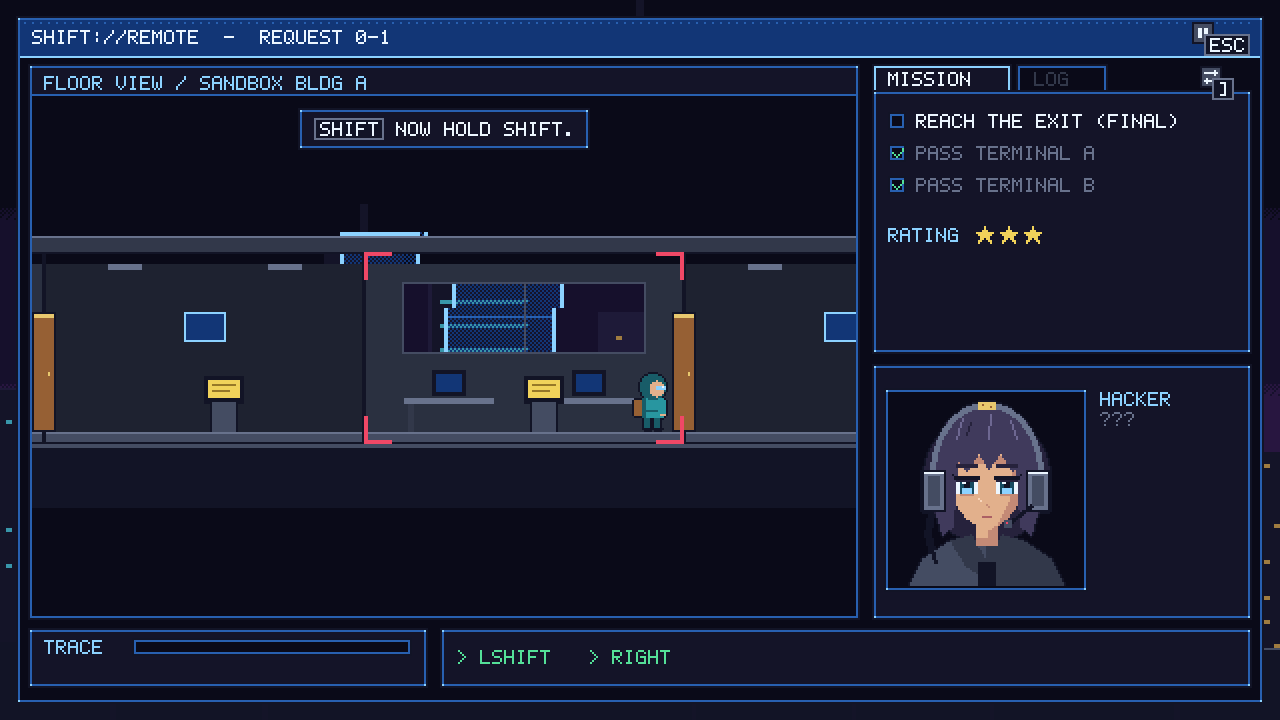 SHIFT://REMOTE – REQUEST 0-1
ESC
FLOOR VIEW / SANDBOX BLDG A
SHIFT NOW HOLD SHIFT.
MISSION
LOG
]
REACH THE EXIT (FINAL)
PASS TERMINAL A
PASS TERMINAL B
RATING
HACKER
???
TRACE
> LSHIFT > RIGHT